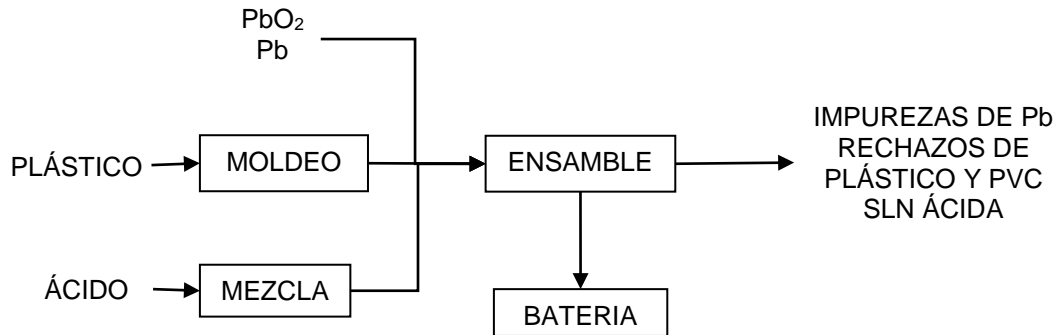 PbO₂
Pb
PLÁSTICO
MOLDEO
ENSAMBLE
IMPUREZAS DE Pb
RECHAZOS DE
PLÁSTICO Y PVC
SLN ÁCIDA
ÁCIDO
MEZCLA
BATERIA